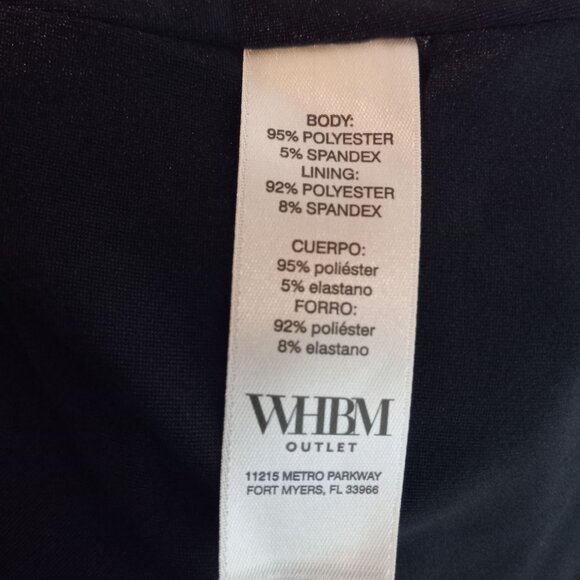 BODY:
95% POLYESTER
5% SPANDEX
LINING:
92% POLYESTER
8% SPANDEX
CUERPO:
95% poliéster
5% elastano
FORRO:
92% poliéster
8% elastano
WHBM
OUTLET
11215 METRO PARKWAY
FORT MYERS, FL 33966